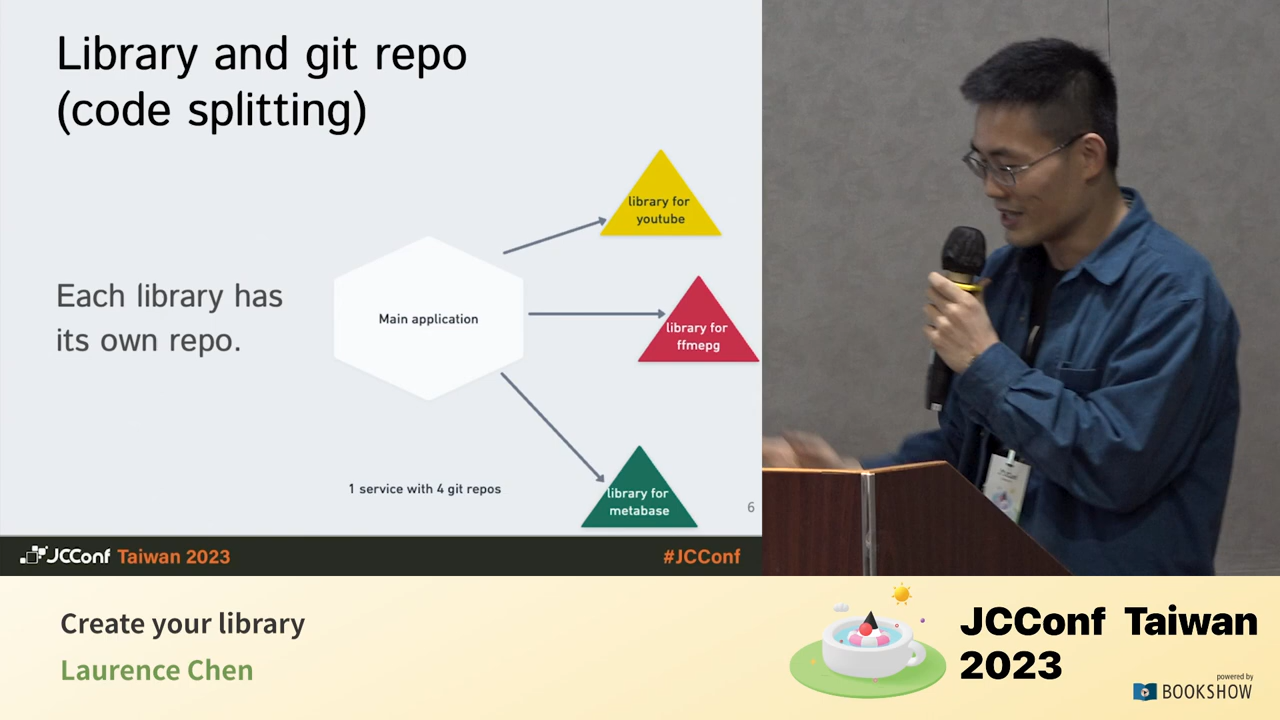 Library and git repo
(code splitting)
Each library has
its own repo.
Main application
library for
youtube
library for
ffmepg
library for
metabase
1 service with 4 git repos
6
JCConf Taiwan 2023
#JCConf
Create your library
Laurence Chen
JCConf Taiwan
2023
powered by
BOOKSHOW